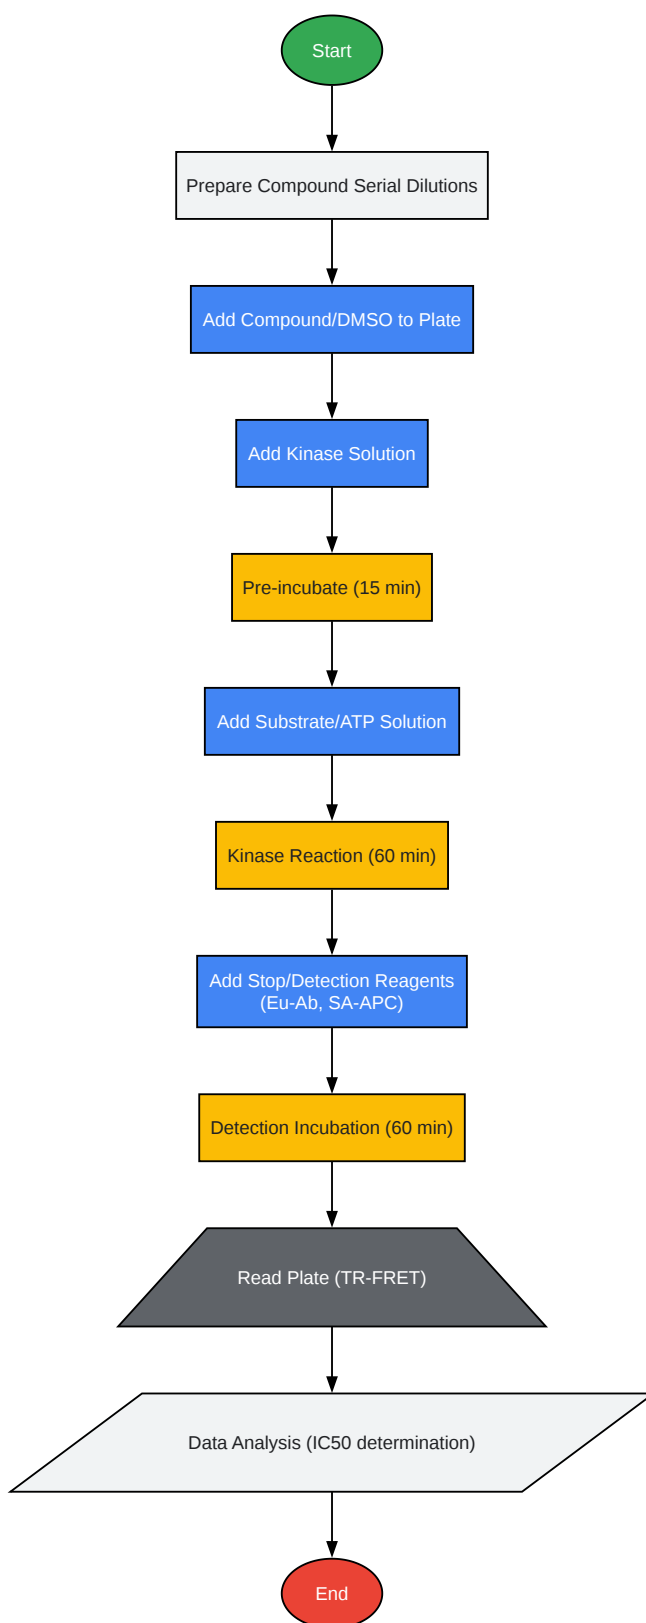 Start
Prepare Compound Serial Dilutions
Add Compound/DMSO to Plate
Add Kinase Solution
Pre-incubate (15 min)
Add Substrate/ATP Solution
Kinase Reaction (60 min)
Add Stop/Detection Reagents
(Eu-Ab, SA-APC)
Detection Incubation (60 min)
Read Plate (TR-FRET)
Data Analysis (IC50 determination)
End